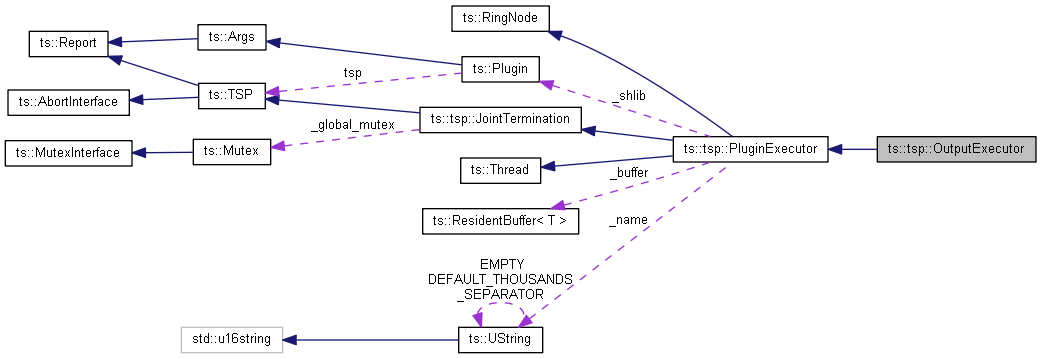 ts::RingNode
ts::Args
ts::Report
ts::Plugin
tsp
ts::TSP
_shlib
ts::AbortInterface
ts::tsp::JointTermination
_global_mutex
ts::Mutex
ts::MutexInterface
ts::tsp::PluginExecutor
ts::tsp::OutputExecutor
ts::Thread
_buffer
ts::ResidentBuffer< T >
_name
EMPTY
DEFAULT_THOUSANDS
_SEPARATOR
std::u16string
ts::UString